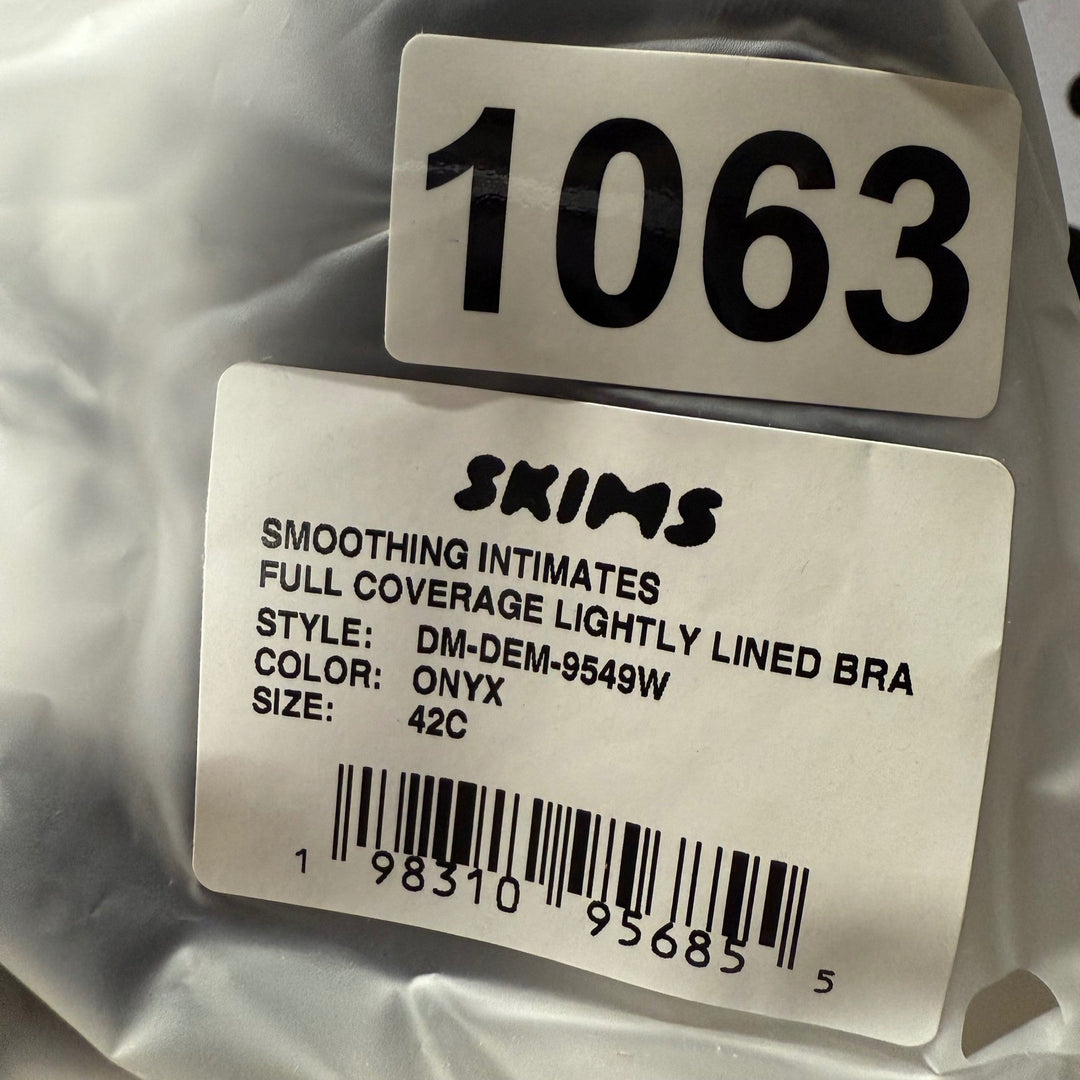 1063
SKIMS
SMOOTHING INTIMATES
FULL COVERAGE LIGHTLY LINED BRA
STYLE: DM-DEM-9549W
COLOR: ONYX
SIZE: 42C
1 98310 95685 5